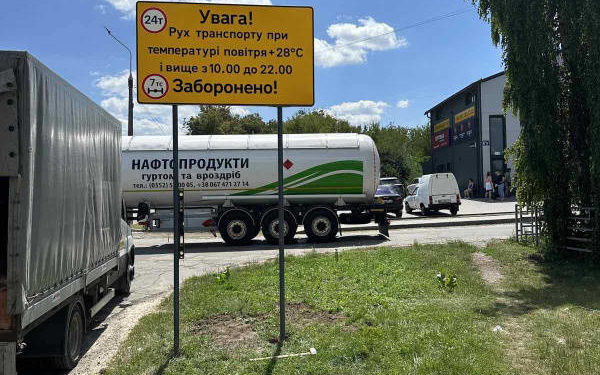 24т
Увага!
Рух транспорту при
температурі повітря +28°С
і вище з 10.00 до 22.00
7тс
Заборонено!
НАФТОПРОДУКТИ
гуртом та вроздріб